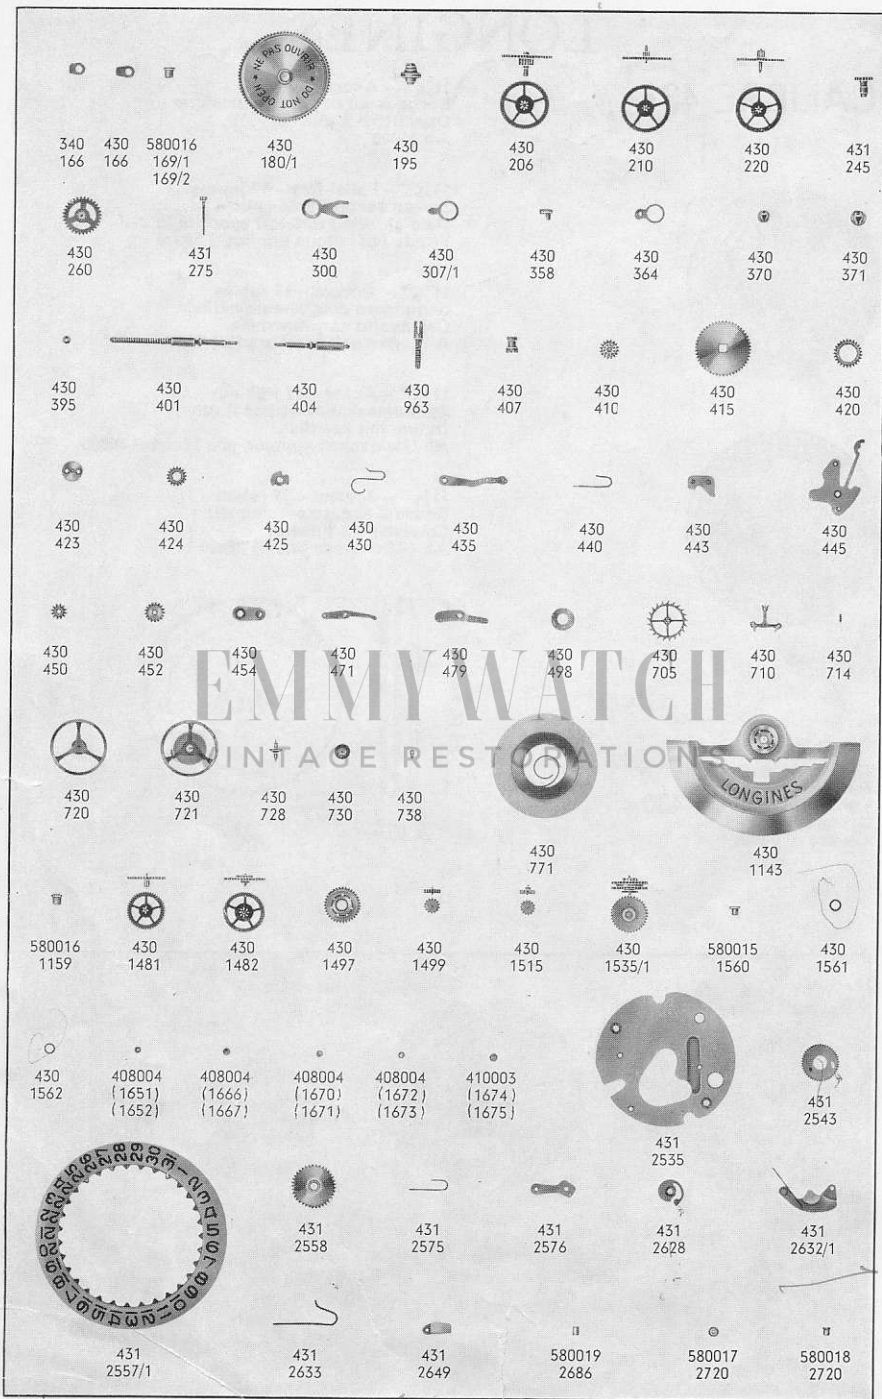 NE PAS OUVRIR • DO NOT OPEN •
340 430 580016 430 430 430 430 430 431
166 166 169/1 180/1 195 206 210 220 245
169/2
430 431 430 430 430 430 430 430
260 275 300 307/1 358 364 370 371
430 430 430 430 430 430 430 430
395 401 404 963 407 410 415 420
430 430 430 430 430 430 430 430
423 424 425 430 435 440 443 445
430 430 430 430 430 430 430 430 430
450 452 454 471 479 498 705 710 714
EMMYWATCH
VINTAGE RESTORATIONS
LONGINES
430 430 430 430 430
720 721 728 730 738
430 430
771 1143
580016 430 430 430 430 430 430 580015 430
1159 1481 1482 1497 1499 1515 1535/1 1560 1561
430 408004 408004 408004 408004 410003
1562 (1651) (1666) (1670) (1672) (1674)
(1652) (1667) (1671) (1673) (1675)
431 431
2535 2543
431 431 431 431 431
2558 2575 2576 2628 2632/1
431 431 431 580019 580017 580018
2557/1 2633 2649 2686 2720 2720